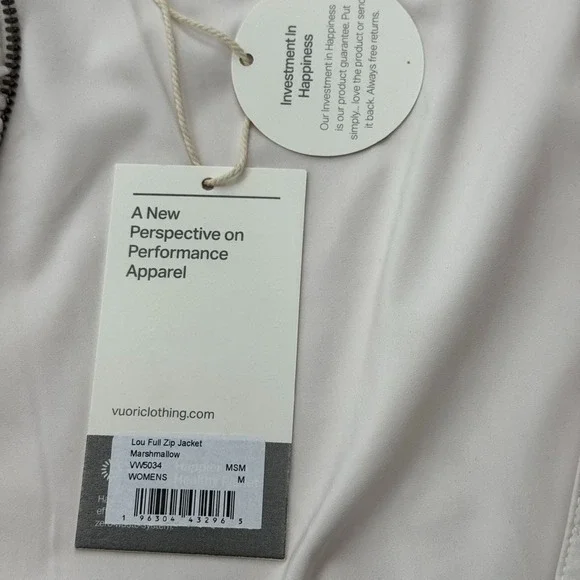 Investment In
Happiness
Our Investment in Happiness
is our product guarantee. Put
simply... love the product or send
it back. Always free returns.
A New
Perspective on
Performance
Apparel
vuoriclothing.com
Lou Full Zip Jacket
Marshmallow
VW5034 MSM
WOMENS M
1 96304 43296 5